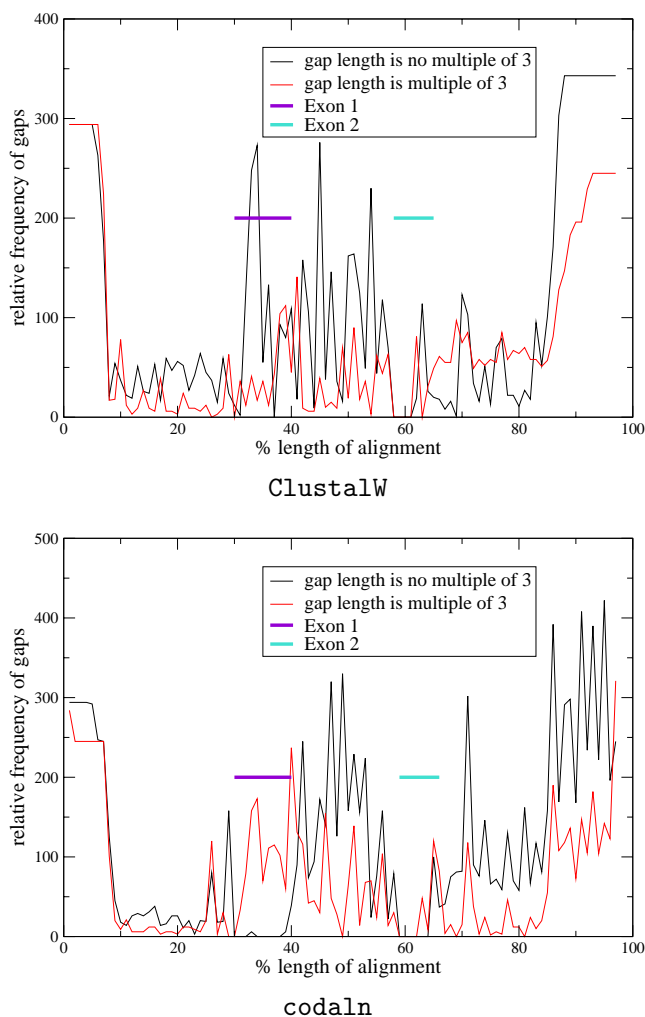 400
300
200
100
0
relative frequency of gaps
gap length is no multiple of 3
gap length is multiple of 3
Exon 1
Exon 2
0 20 40 60 80 100
% length of alignment
ClustalW
500
400
300
200
100
0
relative frequency of gaps
gap length is no multiple of 3
gap length is multiple of 3
Exon 1
Exon 2
0 20 40 60 80 100
% length of alignment
codaln